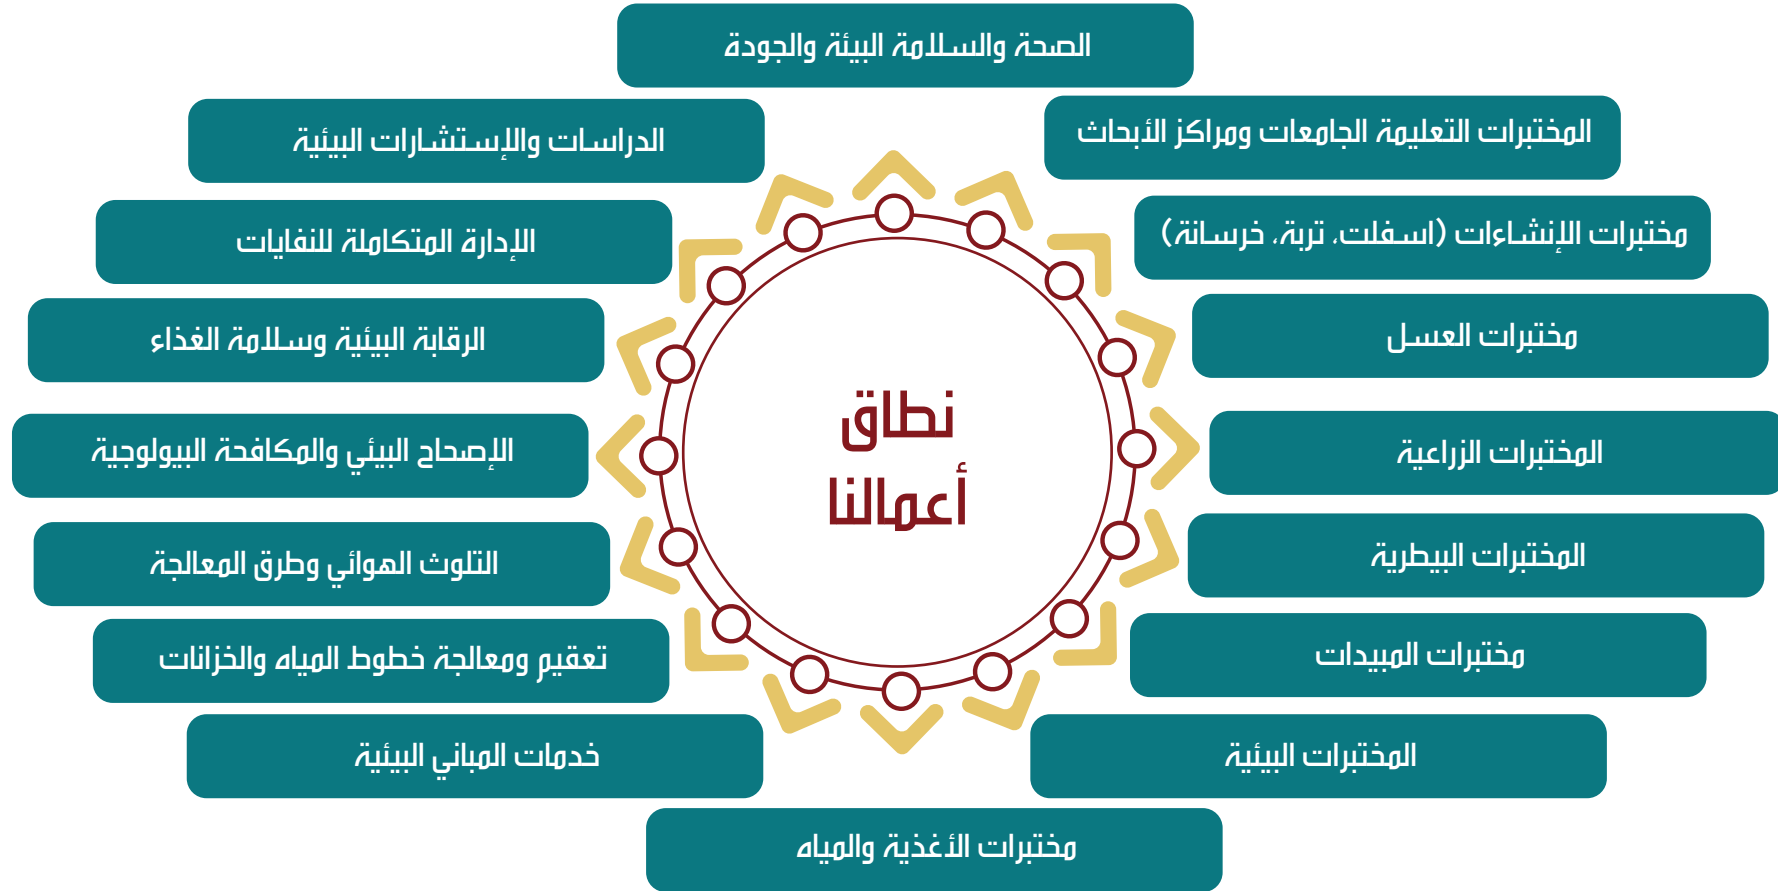 الصحة والسلامة البيئة والجودة
المختبرات التعليمة الجامعات ومراكز الأبحاث
الدراسات والإستشارات البيئية
مختبرات الإنشاءات (اسفلت، تربة، خرسانة)
الإدارة المتكاملة للنفايات
مختبرات العسل
الرقابة البيئية وسلامة الغذاء
نطاق
أعمالنا
المختبرات الزراعية
الإصحاح البيئي والمكافحة البيولوجية
المختبرات البيطرية
التلوث الهوائي وطرق المعالجة
مختبرات المبيدات
تعقيم ومعالجة خطوط المياه والخزانات
المختبرات البيئية
خدمات المباني البيئية
مختبرات الأغذية والمياه